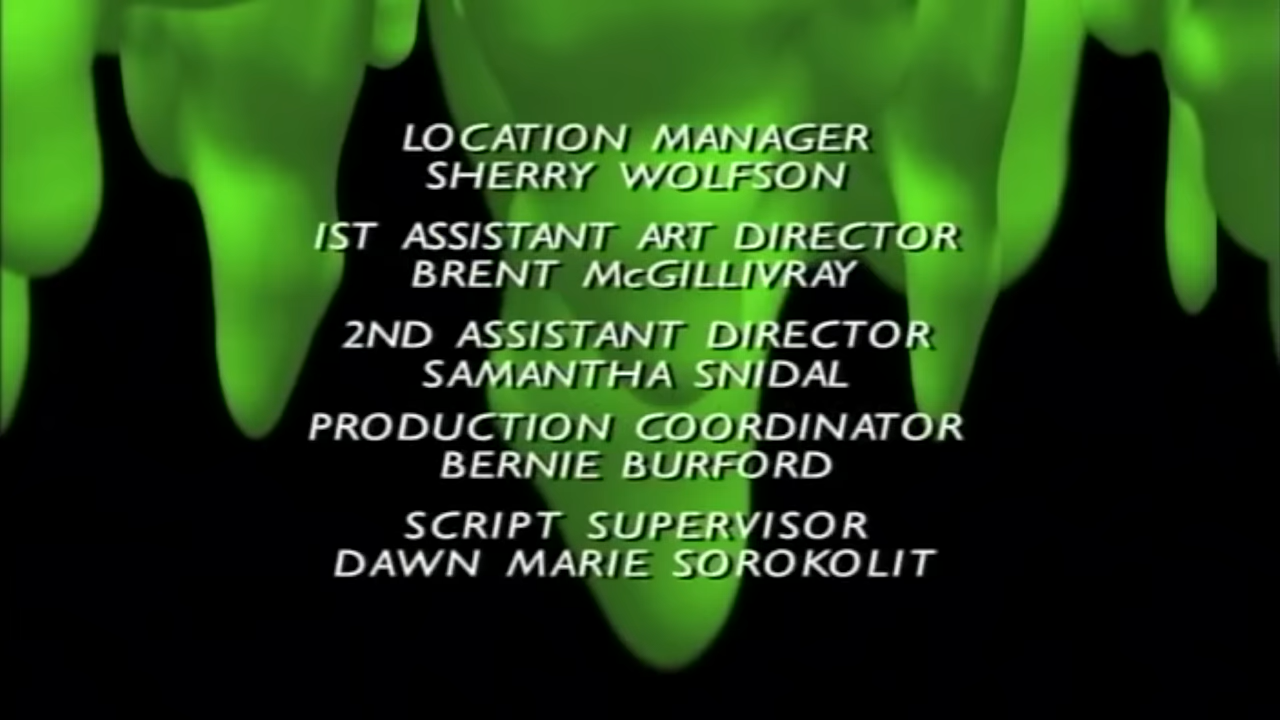 LOCATION MANAGER
SHERRY WOLFSON
1ST ASSISTANT ART DIRECTOR
BRENT McGILLIVRAY
2ND ASSISTANT DIRECTOR
SAMANTHA SNIDAL
PRODUCTION COORDINATOR
BERNIE BURFORD
SCRIPT SUPERVISOR
DAWN MARIE SOROKOLIT